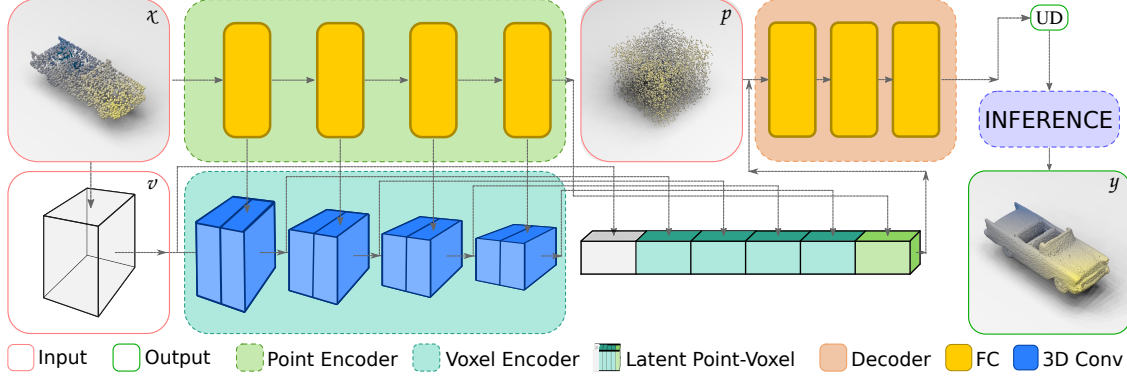 𝒳
p
UD
INFERENCE
v
y
Input
Output
Point Encoder
Voxel Encoder
Latent Point-Voxel
Decoder
FC
3D Conv